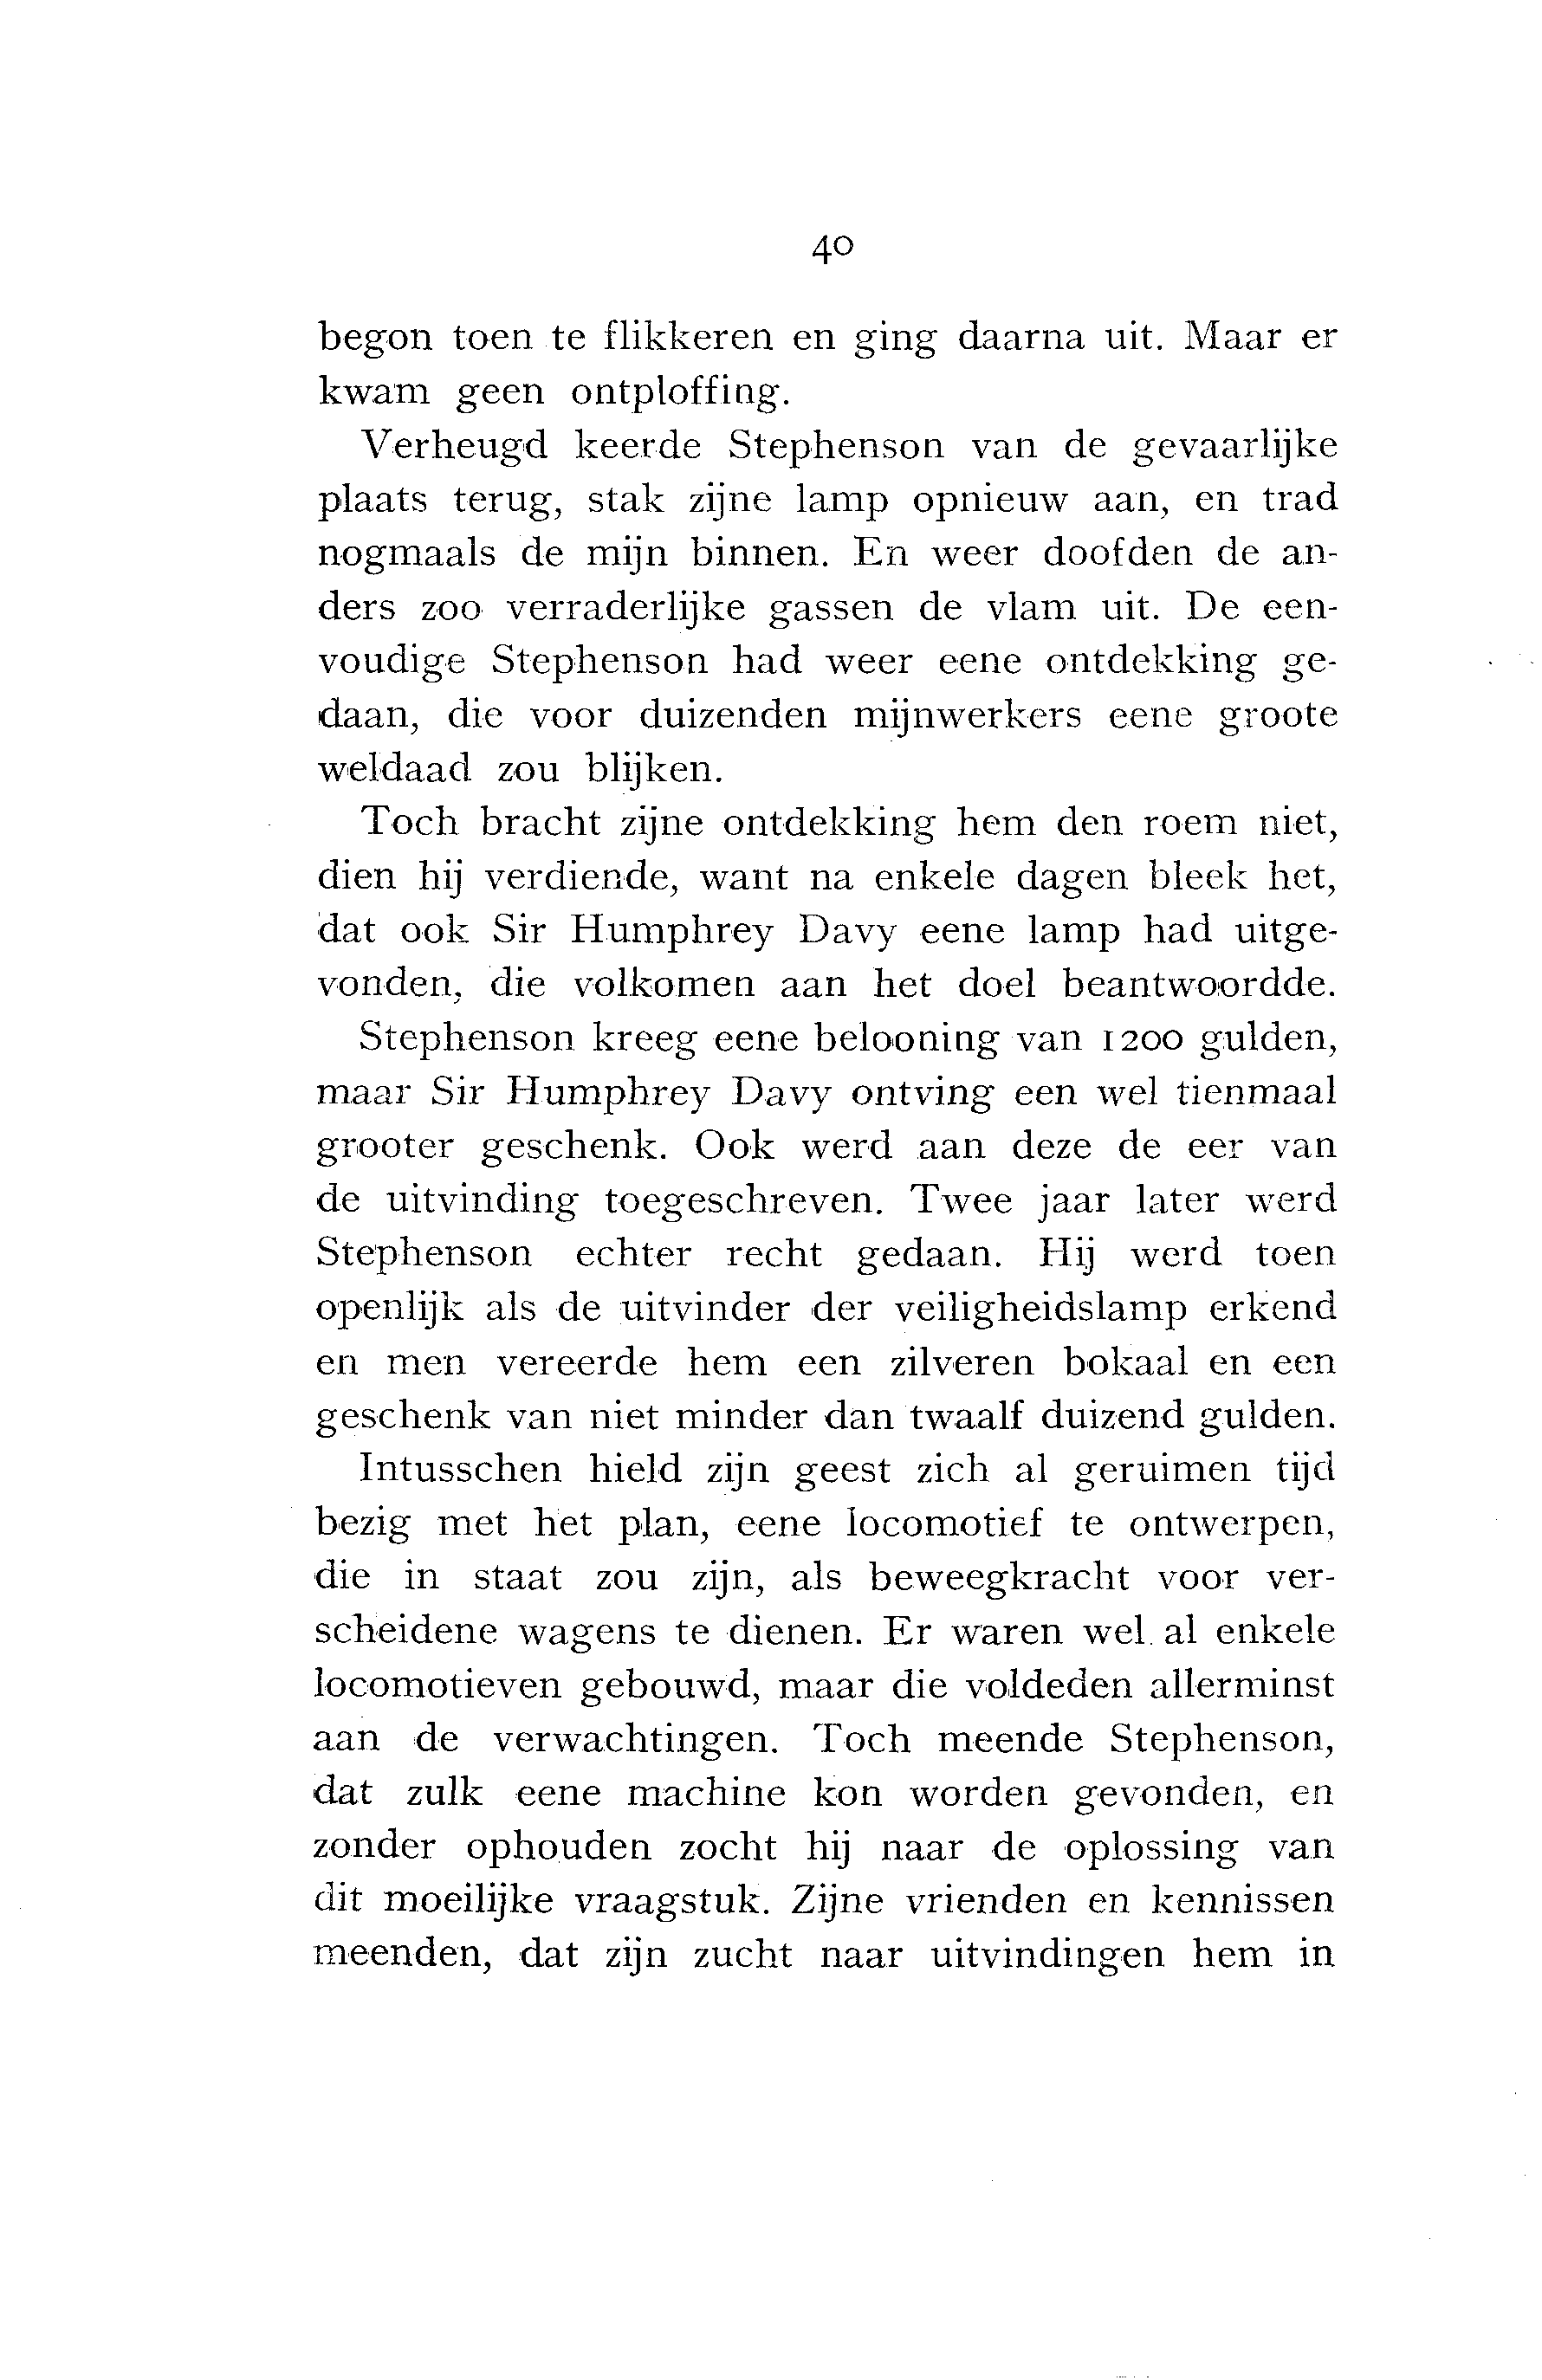 40
begon toen te flikkeren en ging daarna uit. Maar er
kwam geen ontploffing.
Verheugd keerde Stephenson van de gevaarlijke
plaats terug, stak zijne lamp opnieuw aan, en trad
nogmaals de mijn binnen. En weer doofden de an-
ders zoo verraderlijke gassen de vlam uit. De een-
voudige Stephenson had weer eene ontdekking ge-
daan, die voor duizenden mijnwerkers eene groote
weldaad zou blijken.
Toch bracht zijne ontdekking hem den roem niet,
dien hij verdiende, want na enkele dagen bleek het,
dat ook Sir Humphrey Davy eene lamp had uitge-
vonden, die volkomen aan het doel beantwoordde.
Stephenson kreeg eene belooning van 1200 gulden,
maar Sir Humphrey Davy ontving een wel tienmaal
grooter geschenk. Ook werd aan deze de eer van
de uitvinding toegeschreven. Twee jaar later werd
Stephenson echter recht gedaan. Hij werd toen
openlijk als de uitvinder der veiligheidslamp erkend
en men vereerde hem een zilveren bokaal en een
geschenk van niet minder dan twaalf duizend gulden.
Intusschen hield zijn geest zich al geruimen tijd
bezig met het plan, eene locomotief te ontwerpen,
die in staat zou zijn, als beweegkracht voor ver-
scheidene wagens te dienen. Er waren wel al enkele
locomotieven gebouwd, maar die voldeden allerminst
aan de verwachtingen. Toch meende Stephenson,
dat zulk eene machine kon worden gevonden, en
zonder ophouden zocht hij naar de oplossing van
dit moeilijke vraagstuk. Zijne vrienden en kennissen
meenden, dat zijn zucht naar uitvindingen hem in